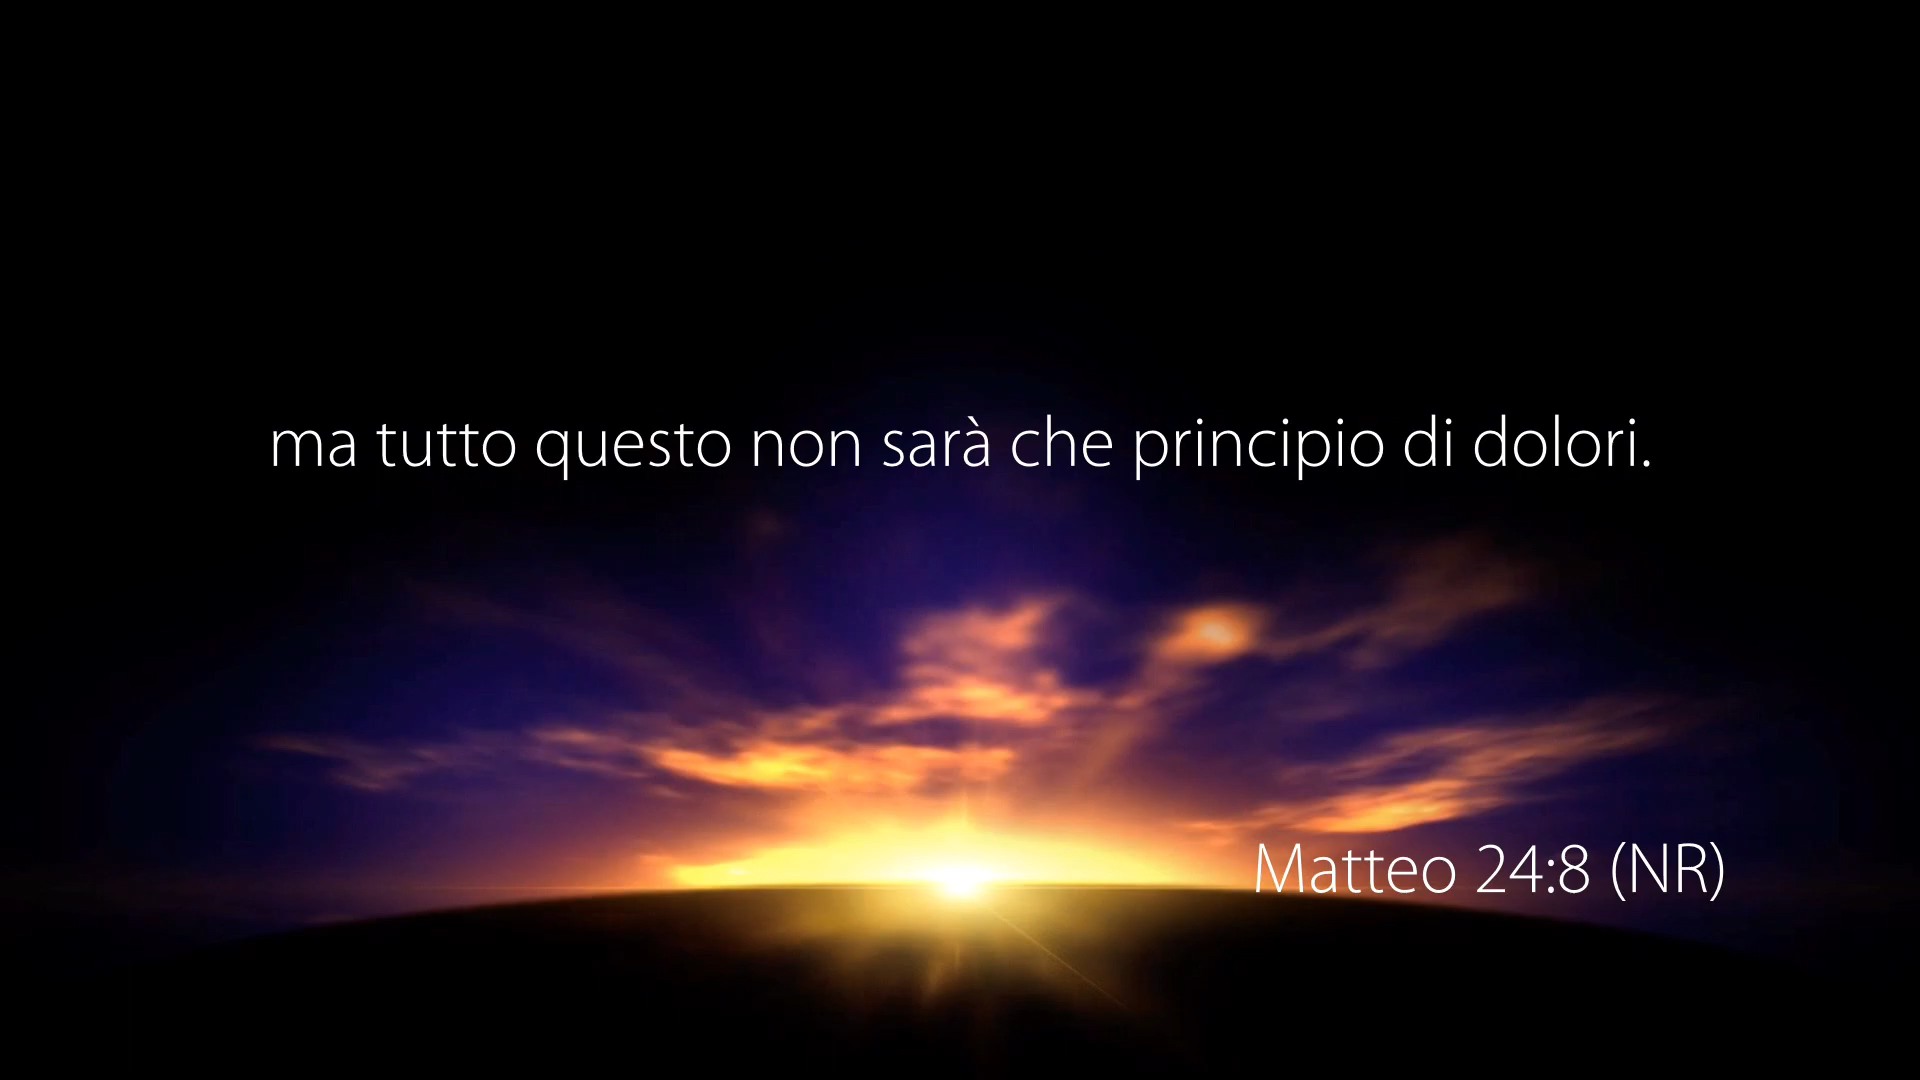 ma tutto questo non sarà che principio di dolori.
Matteo 24:8 (NR)